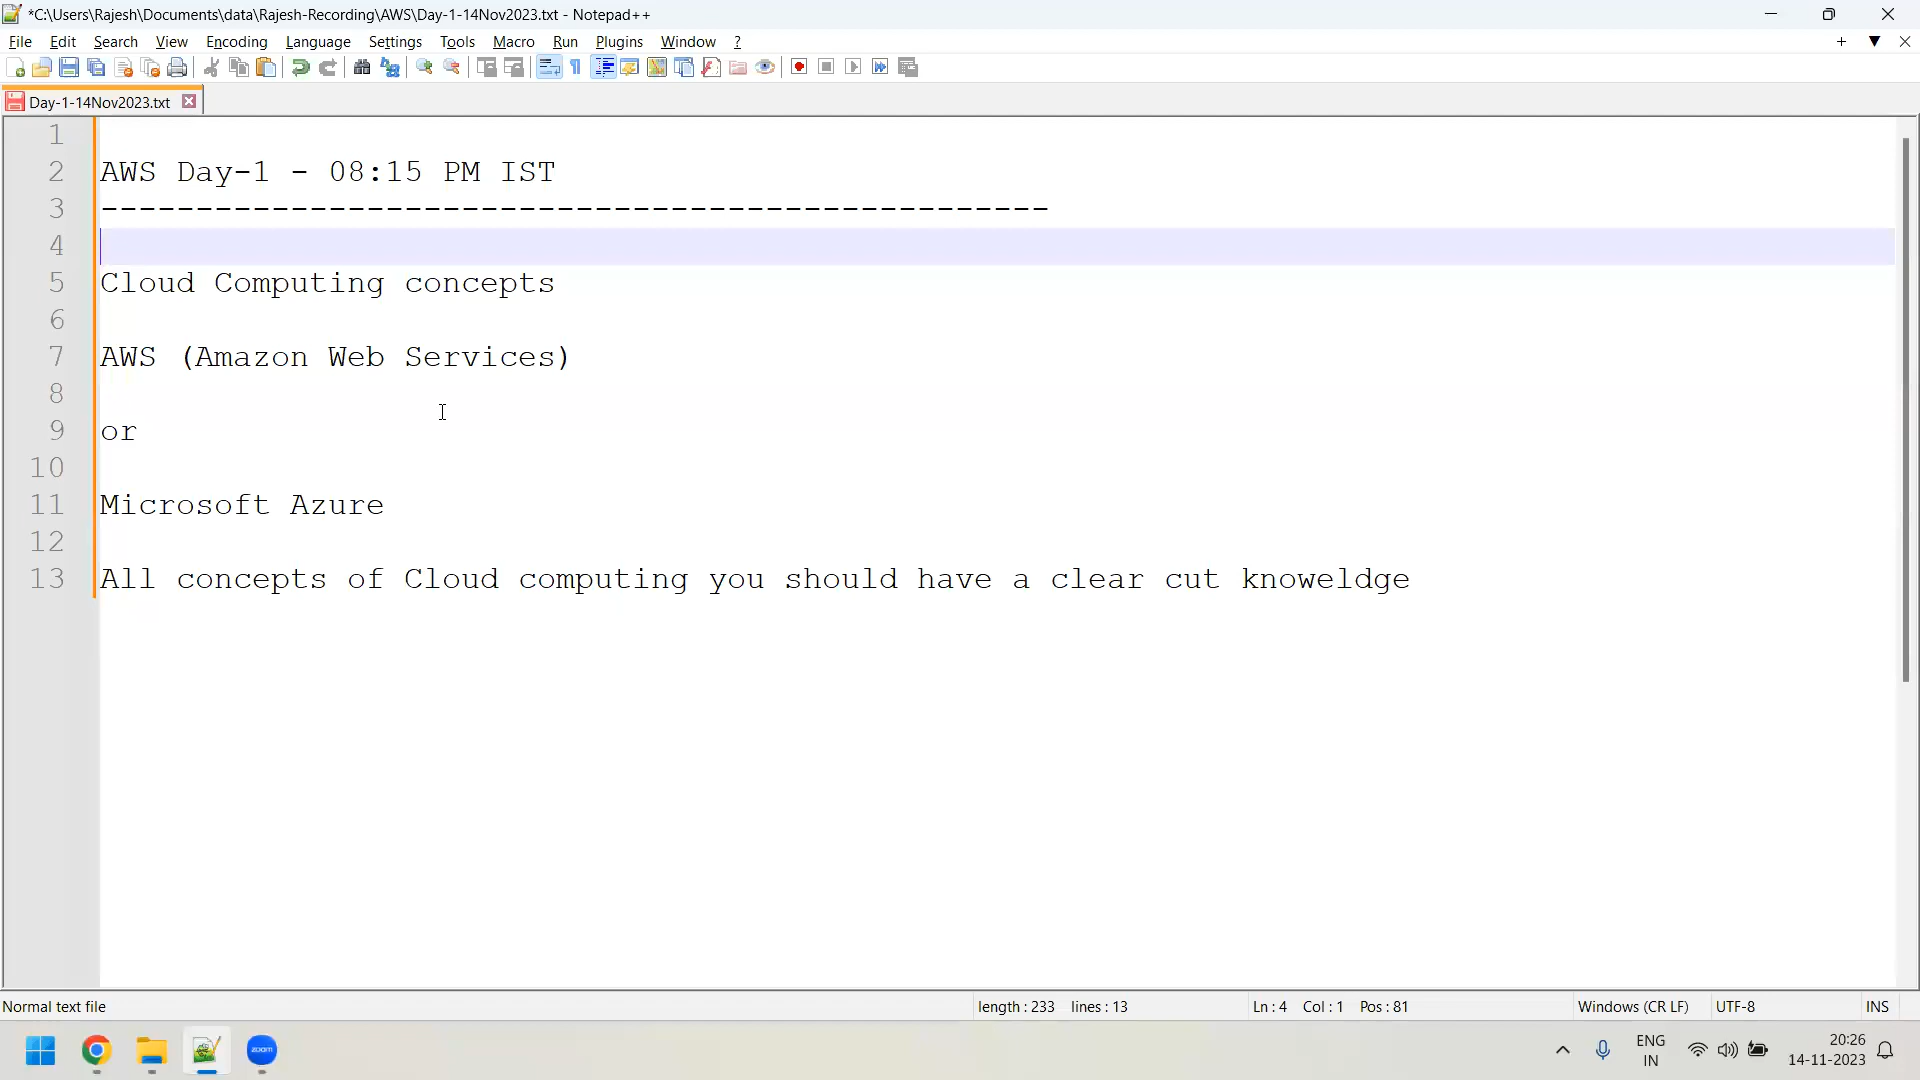 *C:\Users\Rajesh\Documents\data\Rajesh-Recording\AWS\Day-1-14Nov2023.txt - Notepad++
File Edit Search View Encoding Language Settings Tools Macro Run Plugins Window ?
Day-1-14Nov2023.txt
1
2 AWS Day-1 - 08:15 PM IST
3 --------------------------------------------------
4
5 Cloud Computing concepts
6
7 AWS (Amazon Web Services)
8
9 or
10
11 Microsoft Azure
12
13 All concepts of Cloud computing you should have a clear cut knoweldge
Normal text file length : 233 lines : 13 Ln : 4 Col : 1 Pos : 81 Windows (CR LF) UTF-8 INS
zoom
ENG
IN
20:26
14-11-2023